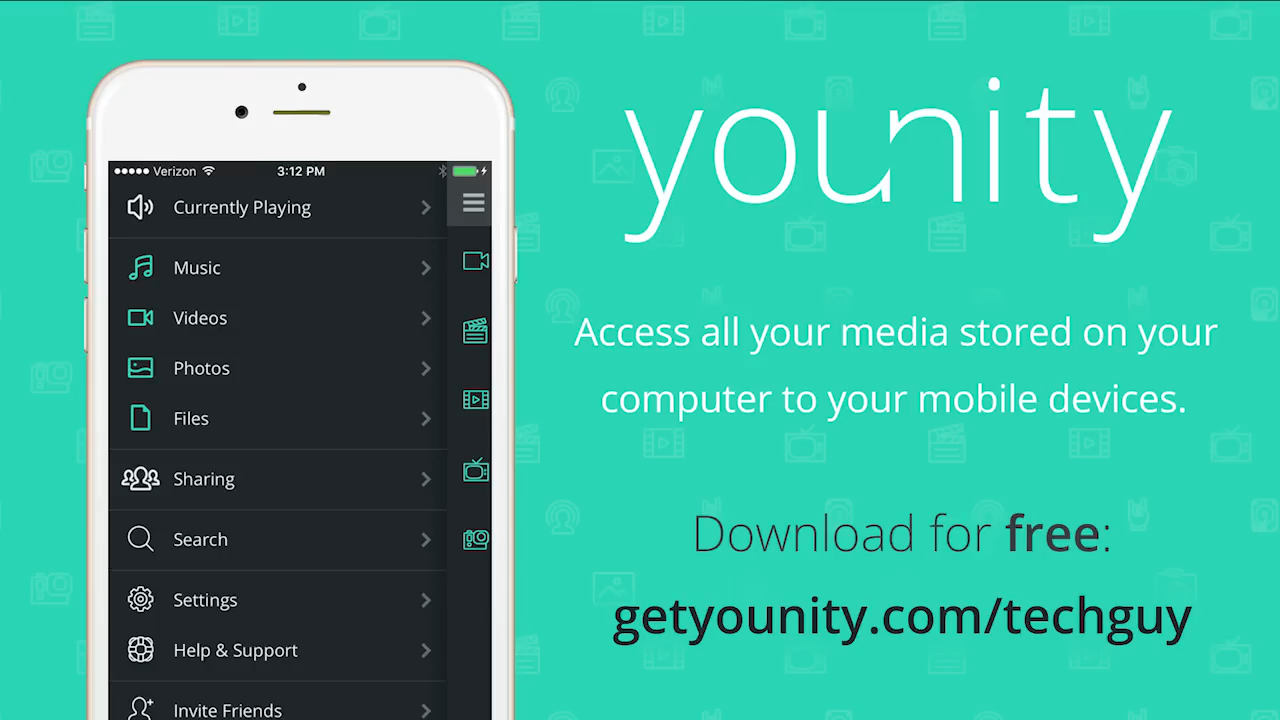 Verizon 3:12 PM
Currently Playing
Music
Videos
Photos
Files
Sharing
Search
Settings
Help & Support
Invite Friends
younity
Access all your media stored on your
computer to your mobile devices.
Download for free:
getyounity.com/techguy